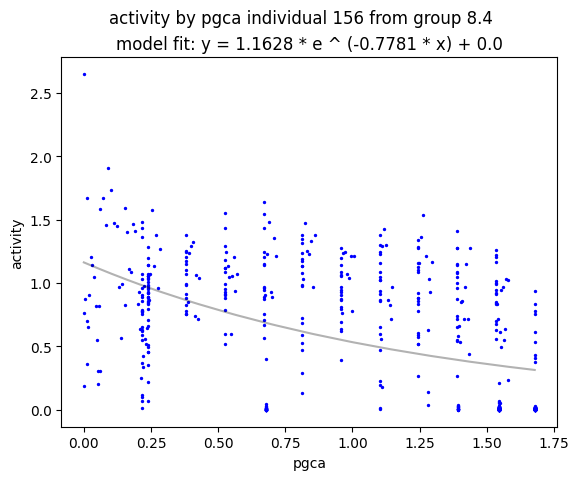 activity by pgca individual 156 from group 8.4
model fit: y = 1.1628 * e ^ (-0.7781 * x) + 0.0
activity
2.5
2.0
1.5
1.0
0.5
0.0
0.00 0.25 0.50 0.75 1.00 1.25 1.50 1.75
pgca